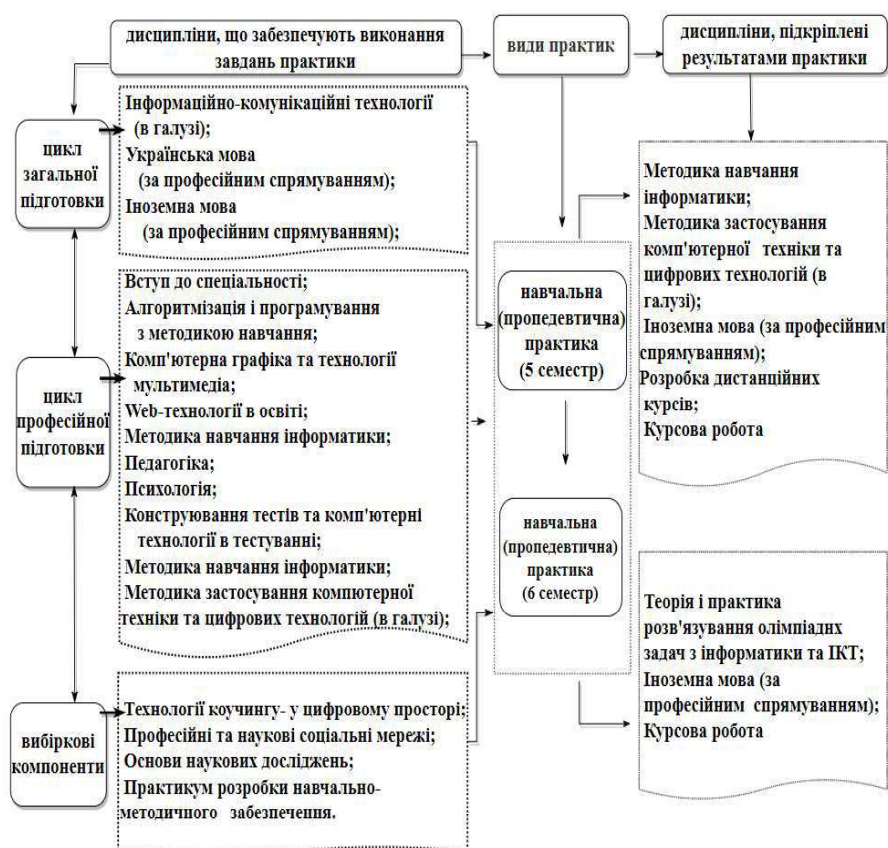 дисципліни, що забезпечують виконання
завдань практики
види практик
дисципліни, підкріплені
результатами практики
цикл
загальної
підготовки
Інформаційно-комунікаційні технології
(в галузі);
Українська мова
(за професійним спрямуванням);
Іноземна мова
(за професійним спрямуванням);
цикл
професійної
підготовки
Вступ до спеціальності;
Алгоритмізація і програмування
з методикою навчання;
Комп'ютерна графіка та технології
мультимедіа;
Web-технології в освіті;
Методика навчання інформатики;
Педагогіка;
Психологія;
Конструювання тестів та комп'ютерні
технології в тестуванні;
Методика навчання інформатики;
Методика застосування компютерної
техніки та цифрових технологій (в галузі);
вибіркові
компоненти
Технології коучингу- у цифровому просторі;
Професійні та наукові соціальні мережі;
Основи наукових досліджень;
Практикум розробки навчально-
методичного забезпечення.
навчальна
(пропедевтична)
практика
(5 семестр)
навчальна
(пропедевтична)
практика
(6 семестр)
Методика навчання
інформатики;
Методика застосування
комп'ютерної техніки та
цифрових технологій (в
галузі);
Іноземна мова (за професійним
спрямуванням);
Розробка дистанційних
курсів;
Курсова робота
Теорія і практика
розв'язування олімпіаднх
задач з інформатики та ІКТ;
Іноземна мова (за
професійним спрямуванням);
Курсова робота